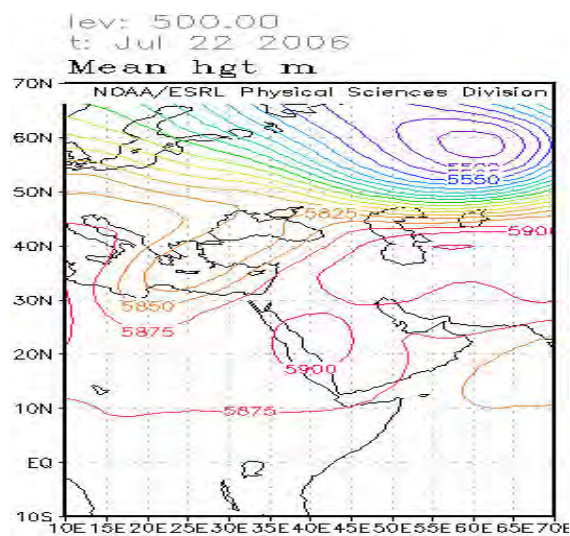 lev: 500.00
t: Jul 22 2006
Mean hgt m
70N
NOAA/ESRL Physical Sciences Division
60N
5550
50N
5825
5900
40N
5850
30N
5875
20N
5900
10N
5875
EQ
10S
10E 15E 20E 25E 30E 35E 40E 45E 50E 55E 60E 65E 70E